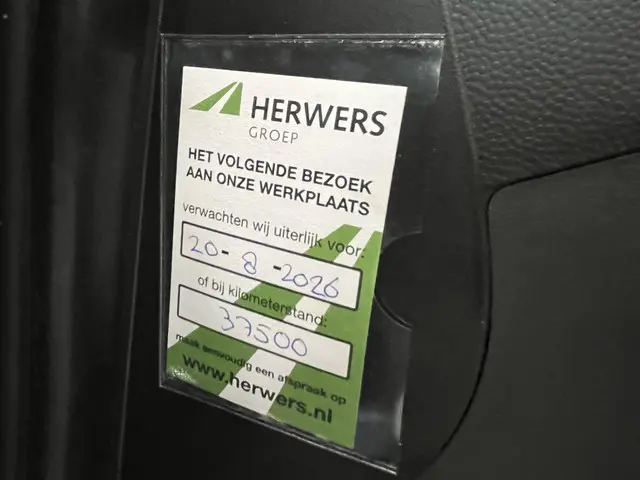 HERWERS
GROEP
HET VOLGENDE BEZOEK
AAN ONZE WERKPLAATS
verwachten wij uiterlijk voor:
20-8-2026
of bij kilometerstand:
37500
maak eenvoudig een afspraak op
www.herwers.nl